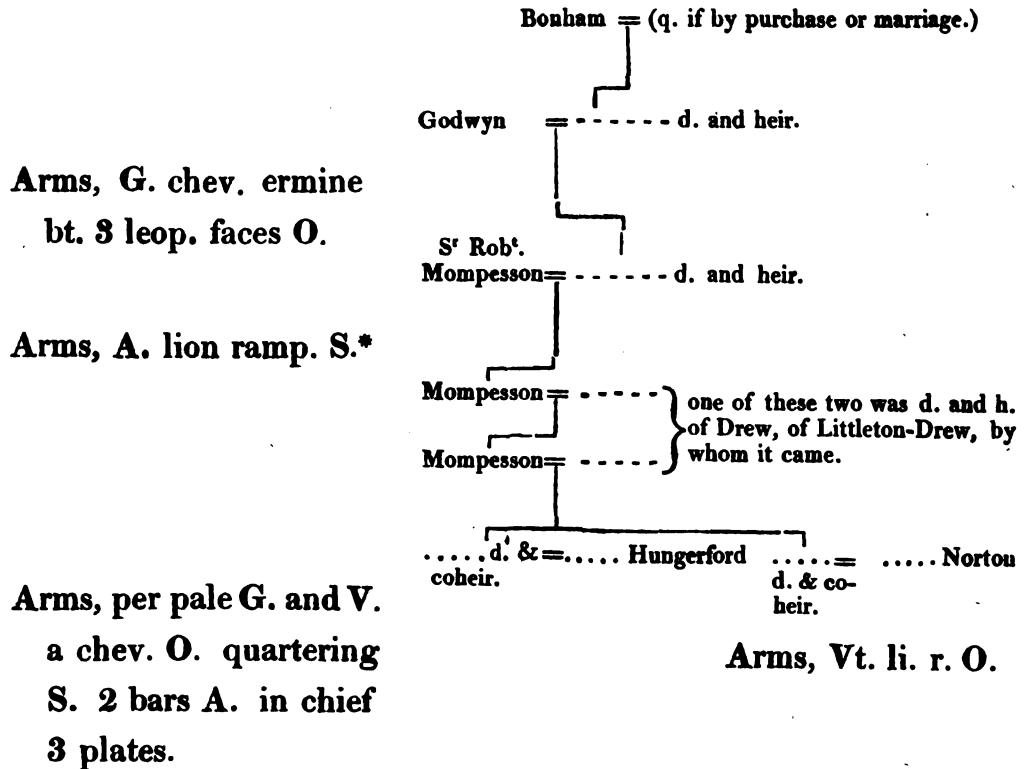 Bonham = (q. if by purchase or marriage.)
Godwyn = - - - - - - d. and heir.
Arms, G. chev. ermine
bt. 3 leop. faces O.
Sʳ Robᵗ.
Mompesson = - - - - - - d. and heir.
Arms, A. lion ramp. S.*
Mompesson = - - - - -
Mompesson = - - - - -
one of these two was d. and h.
of Drew, of Littleton-Drew, by
whom it came.
.....d. & =..... Hungerford
coheir.
.....= ..... Norton
d. & co-
heir.
Arms, per pale G. and V.
a chev. O. quartering
S. 2 bars A. in chief
3 plates.
Arms, Vt. li. r. O.